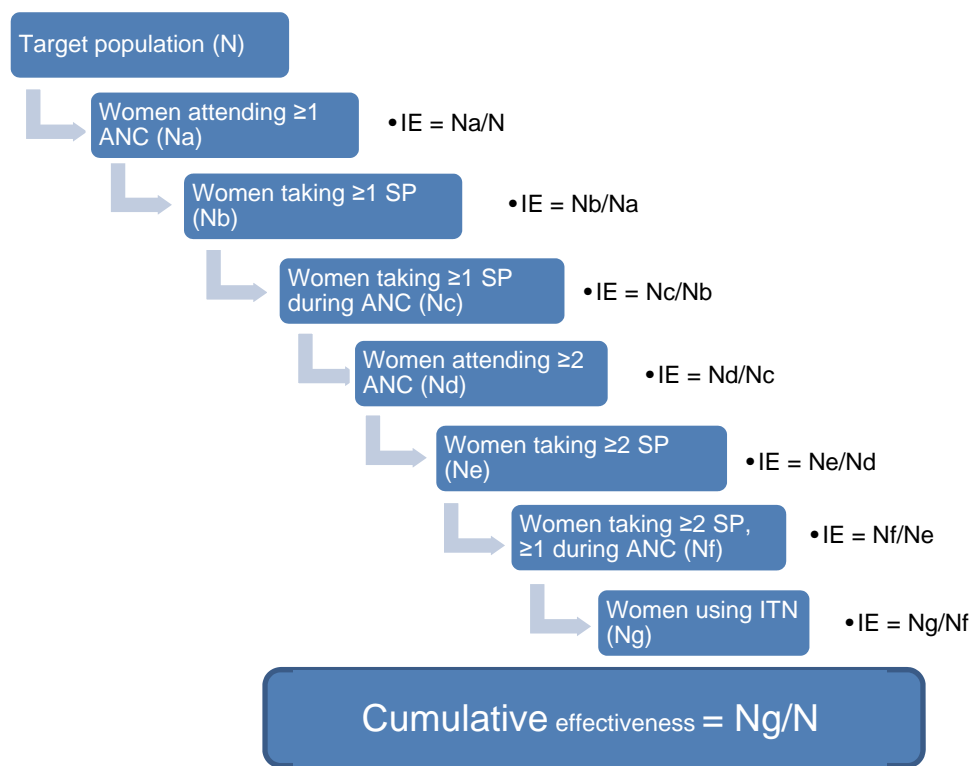 Target population (N)
Women attending ≥1
ANC (Na)
•IE = Na/N
Women taking ≥1 SP
(Nb)
•IE = Nb/Na
Women taking ≥1 SP
during ANC (Nc)
•IE = Nc/Nb
Women attending ≥2
ANC (Nd)
•IE = Nd/Nc
Women taking ≥2 SP
(Ne)
•IE = Ne/Nd
Women taking ≥2 SP,
≥1 during ANC (Nf)
•IE = Nf/Ne
Women using ITN
(Ng)
•IE = Ng/Nf
Cumulative effectiveness = Ng/N